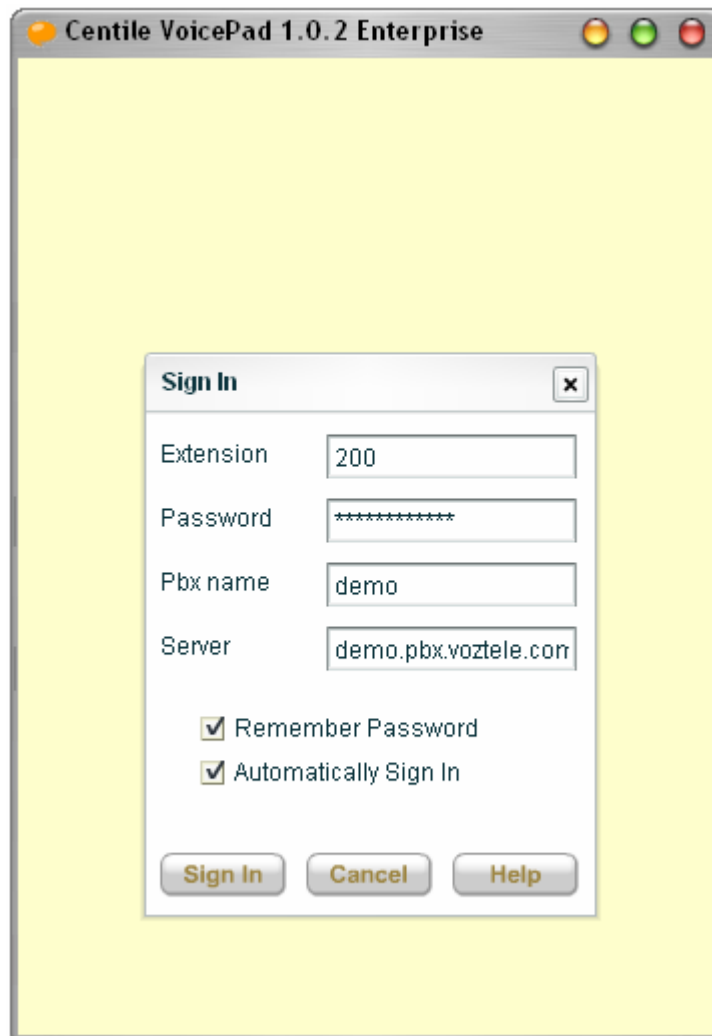 Centile VoicePad 1.0.2 Enterprise
Sign In
Extension 200
Password ************
Pbx name demo
Server demo.pbx.voztele.com
Remember Password
Automatically Sign In
Sign In Cancel Help